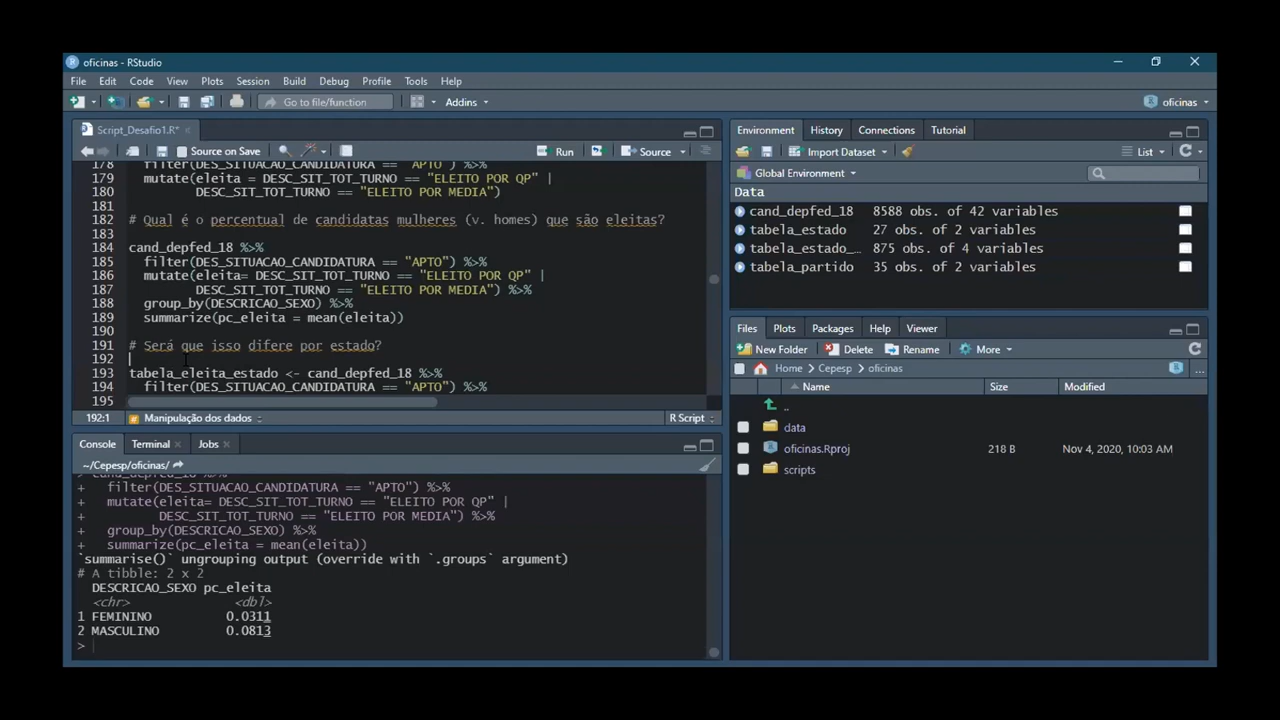 oficinas - RStudio
File Edit Code View Plots Session Build Debug Profile Tools Help
Go to file/function Addins oficinas
Script_Desafio1.R*
Source on Save Run Source
178 filter(DES_SITUACAO_CANDIDATURA == "APTO") %>%
179 mutate(eleita = DESC_SIT_TOT_TURNO == "ELEITO POR QP" |
180 DESC_SIT_TOT_TURNO == "ELEITO POR MEDIA")
181
182 # Qual é o percentual de candidatas mulheres (v. homes) que são eleitas?
183
184 cand_depfed_18 %>%
185 filter(DES_SITUACAO_CANDIDATURA == "APTO") %>%
186 mutate(eleita= DESC_SIT_TOT_TURNO == "ELEITO POR QP" |
187 DESC_SIT_TOT_TURNO == "ELEITO POR MEDIA") %>%
188 group_by(DESCRICAO_SEXO) %>%
189 summarize(pc_eleita = mean(eleita))
190
191 # Será que isso difere por estado?
192
193 tabela_eleita_estado <- cand_depfed_18 %>%
194 filter(DES_SITUACAO_CANDIDATURA == "APTO") %>%
195
192:1 Manipulação dos dados R Script
Console Terminal Jobs
~/Cepesp/oficinas/
> cand_depfed_18 %>%
+ filter(DES_SITUACAO_CANDIDATURA == "APTO") %>%
+ mutate(eleita= DESC_SIT_TOT_TURNO == "ELEITO POR QP" |
+ DESC_SIT_TOT_TURNO == "ELEITO POR MEDIA") %>%
+ group_by(DESCRICAO_SEXO) %>%
+ summarize(pc_eleita = mean(eleita))
`summarise()` ungrouping output (override with `.groups` argument)
# A tibble: 2 x 2
DESCRICAO_SEXO pc_eleita
<chr> <dbl>
1 FEMININO 0.0311
2 MASCULINO 0.0813
>
Environment History Connections Tutorial
Import Dataset List
Global Environment
Data
cand_depfed_18 8588 obs. of 42 variables
tabela_estado 27 obs. of 2 variables
tabela_estado_... 875 obs. of 4 variables
tabela_partido 35 obs. of 2 variables
Files Plots Packages Help Viewer
New Folder Delete Rename More
Home Cepesp oficinas ...
Name Size Modified
..
data
oficinas.Rproj 218 B Nov 4, 2020, 10:03 AM
scripts